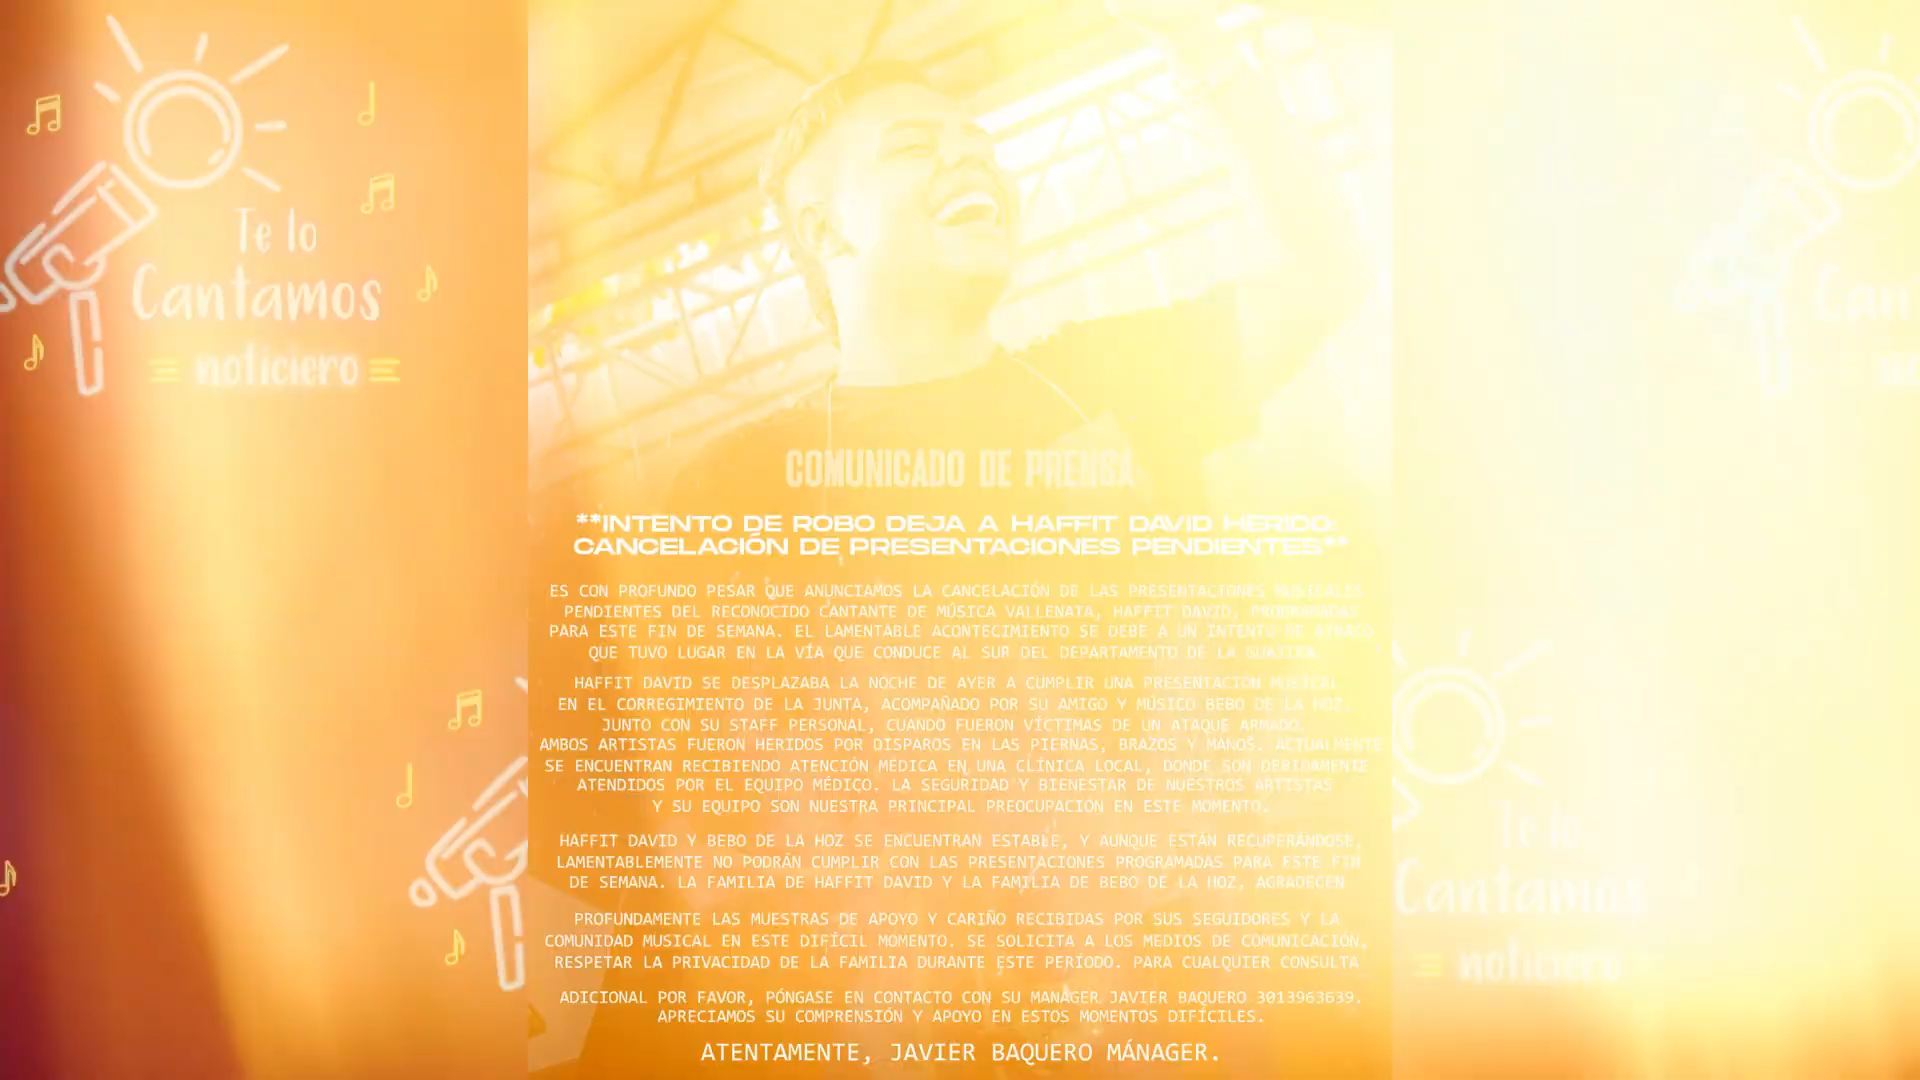 Te lo
Cantamos
noticiero
COMUNICADO DE PRENSA
**INTENTO DE ROBO DEJA A HAFFIT DAVID HERIDO:
CANCELACIÓN DE PRESENTACIONES PENDIENTES**
ES CON PROFUNDO PESAR QUE ANUNCIAMOS LA CANCELACIÓN DE LAS PRESENTACIONES MUSICALES
PENDIENTES DEL RECONOCIDO CANTANTE DE MÚSICA VALLENATA, HAFFIT DAVID, PROGRAMADAS
PARA ESTE FIN DE SEMANA. EL LAMENTABLE ACONTECIMIENTO SE DEBE A UN INTENTO DE
QUE TUVO LUGAR EN LA VÍA QUE CONDUCE AL SUR DEL DEPARTAMENTO DE LA GUAJIRA.
HAFFIT DAVID SE DESPLAZABA LA NOCHE DE AYER A CUMPLIR UNA PRESENTACIÓN MUSICAL
EN EL CORREGIMIENTO DE LA JUNTA, ACOMPAÑADO POR SU AMIGO Y MÚSICO BEBO DE LA HOZ,
JUNTO CON SU STAFF PERSONAL, CUANDO FUERON VÍCTIMAS DE UN ATAQUE ARMADO.
AMBOS ARTISTAS FUERON HERIDOS POR DISPAROS EN LAS PIERNAS, BRAZOS Y MANOS. ACTUALMENTE
SE ENCUENTRAN RECIBIENDO ATENCIÓN MÉDICA EN UNA CLÍNICA LOCAL, DONDE SON DEBIDAMENTE
ATENDIDOS POR EL EQUIPO MÉDICO. LA SEGURIDAD Y BIENESTAR DE NUESTROS ARTISTAS
Y SU EQUIPO SON NUESTRA PRINCIPAL PREOCUPACIÓN EN ESTE MOMENTO.
HAFFIT DAVID Y BEBO DE LA HOZ SE ENCUENTRAN ESTABLE, Y AUNQUE ESTÁN RECUPERÁNDOSE,
LAMENTABLEMENTE NO PODRÁN CUMPLIR CON LAS PRESENTACIONES PROGRAMADAS PARA ESTE FIN
DE SEMANA. LA FAMILIA DE HAFFIT DAVID Y LA FAMILIA DE BEBO DE LA HOZ, AGRADECEN
PROFUNDAMENTE LAS MUESTRAS DE APOYO Y CARIÑO RECIBIDAS POR SUS SEGUIDORES Y LA
COMUNIDAD MUSICAL EN ESTE DIFÍCIL MOMENTO. SE SOLICITA A LOS MEDIOS DE COMUNICACIÓN,
RESPETAR LA PRIVACIDAD DE LA FAMILIA DURANTE ESTE PERÍODO. PARA CUALQUIER CONSULTA
ADICIONAL POR FAVOR, PÓNGASE EN CONTACTO CON SU MANAGER JAVIER BAQUERO 3013963639.
APRECIAMOS SU COMPRENSIÓN Y APOYO EN ESTOS MOMENTOS DIFÍCILES.
ATENTAMENTE, JAVIER BAQUERO MÁNAGER.
Te lo
Cantamos
noticiero